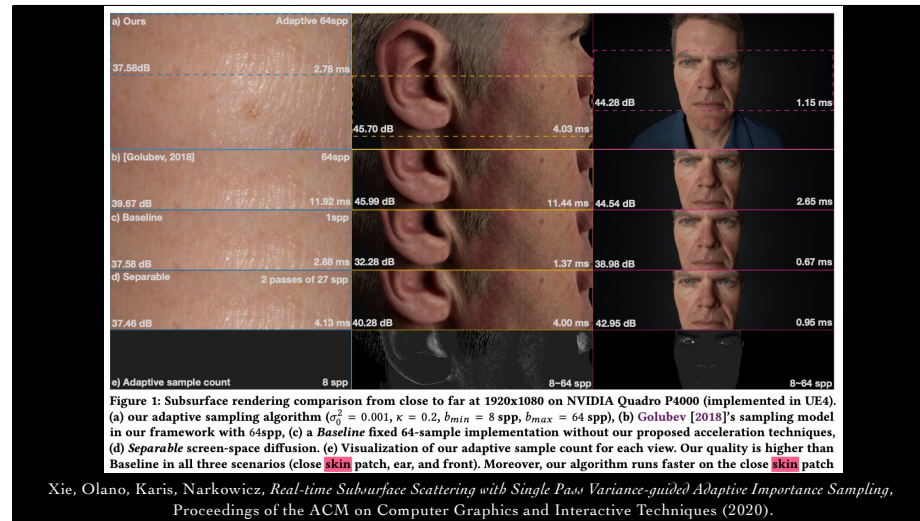 a) Ours
Adaptive 64spp
37.58dB
2.78 ms
45.70 dB
4.03 ms
44.28 dB
1.15 ms
b) [Golubev, 2018]
64spp
39.67 dB
11.92 ms
45.99 dB
11.44 ms
44.54 dB
2.65 ms
c) Baseline
1spp
37.58 dB
2.88 ms
32.28 dB
1.37 ms
38.98 dB
0.67 ms
d) Separable
2 passes of 27 spp
37.46 dB
4.13 ms
40.28 dB
4.00 ms
42.95 dB
0.95 ms
e) Adaptive sample count
8 spp
8~64 spp
8~64 spp
Figure 1: Subsurface rendering comparison from close to far at 1920x1080 on NVIDIA Quadro P4000 (implemented in UE4).
(a) our adaptive sampling algorithm (σ₀² = 0.001, κ = 0.2, bₘᵢₙ = 8 spp, bₘₐₓ = 64 spp), (b) Golubev [2018]'s sampling model
in our framework with 64spp, (c) a Baseline fixed 64-sample implementation without our proposed acceleration techniques,
(d) Separable screen-space diffusion. (e) Visualization of our adaptive sample count for each view. Our quality is higher than
Baseline in all three scenarios (close skin patch, ear, and front). Moreover, our algorithm runs faster on the close skin patch
Xie, Olano, Karis, Narkowicz, Real-time Subsurface Scattering with Single Pass Variance-guided Adaptive Importance Sampling,
Proceedings of the ACM on Computer Graphics and Interactive Techniques (2020).